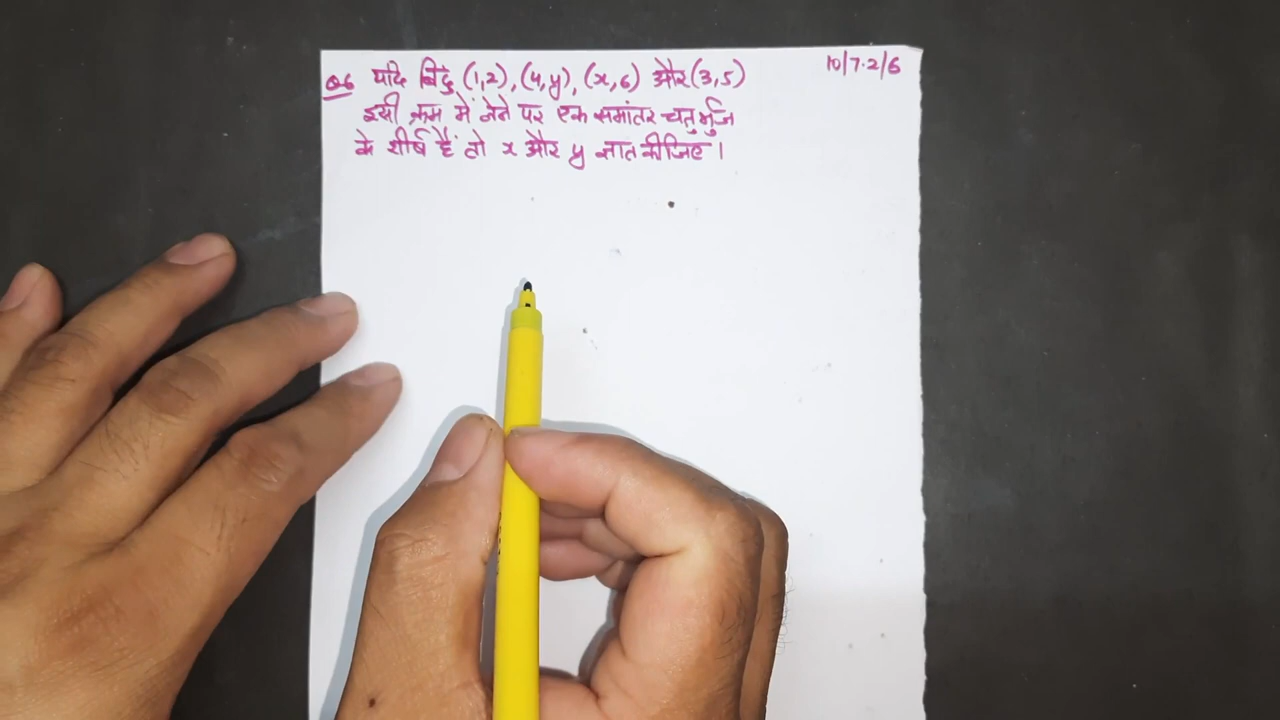 Q6 यदि बिंदु (1,2), (4,y), (x,6) और (3,5)
10/7.2/6
इसी क्रम में लेने पर एक समांतर चतुर्भुज
के शीर्ष हैं तो x और y ज्ञात कीजिए।